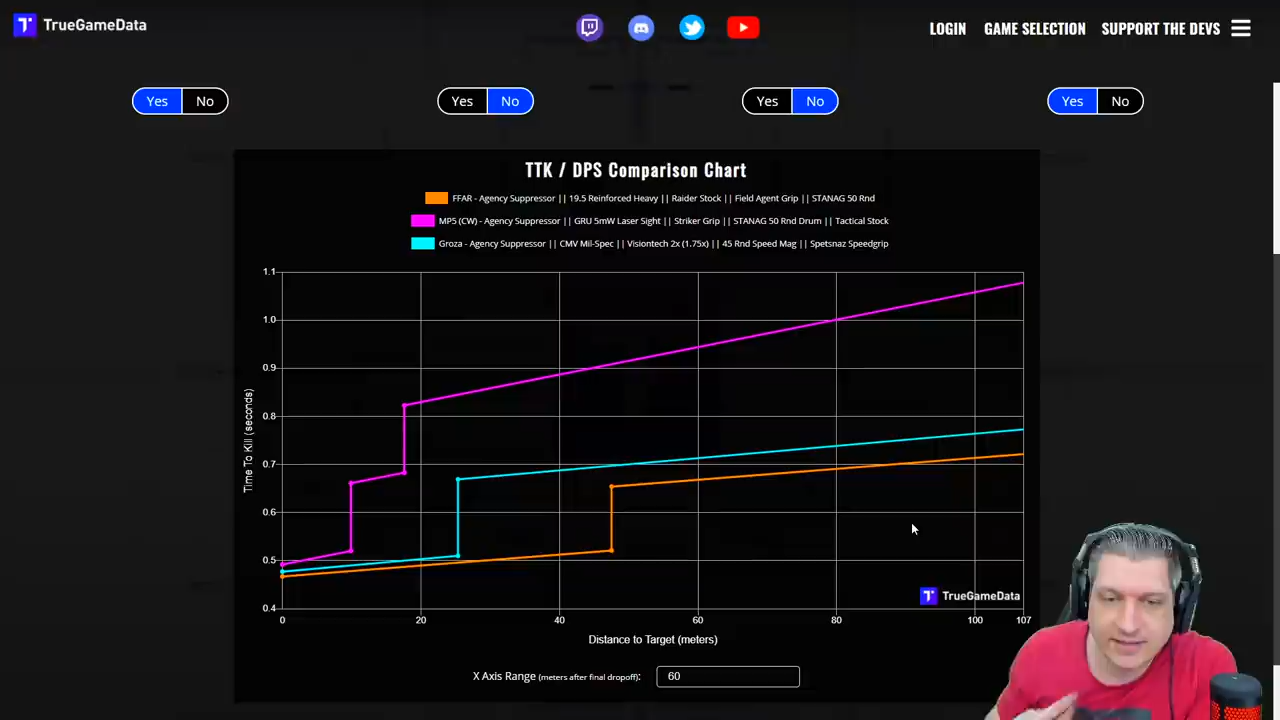 TrueGameData
LOGIN GAME SELECTION SUPPORT THE DEVS
Yes No Yes No Yes No Yes No
TTK / DPS Comparison Chart
FFAR - Agency Suppressor || 19.5 Reinforced Heavy || Raider Stock || Field Agent Grip || STANAG 50 Rnd
MP5 (CW) - Agency Suppressor || GRU 5mW Laser Sight || Striker Grip || STANAG 50 Rnd Drum || Tactical Stock
Groza - Agency Suppressor || CMV Mil-Spec || Visiontech 2x (1.75x) || 45 Rnd Speed Mag || Spetsnaz Speedgrip
Time To Kill (seconds)
1.1
1.0
0.9
0.8
0.7
0.6
0.5
0.4
TrueGameData
0 20 40 60 80 100 107
Distance to Target (meters)
X Axis Range (meters after final dropoff): 60